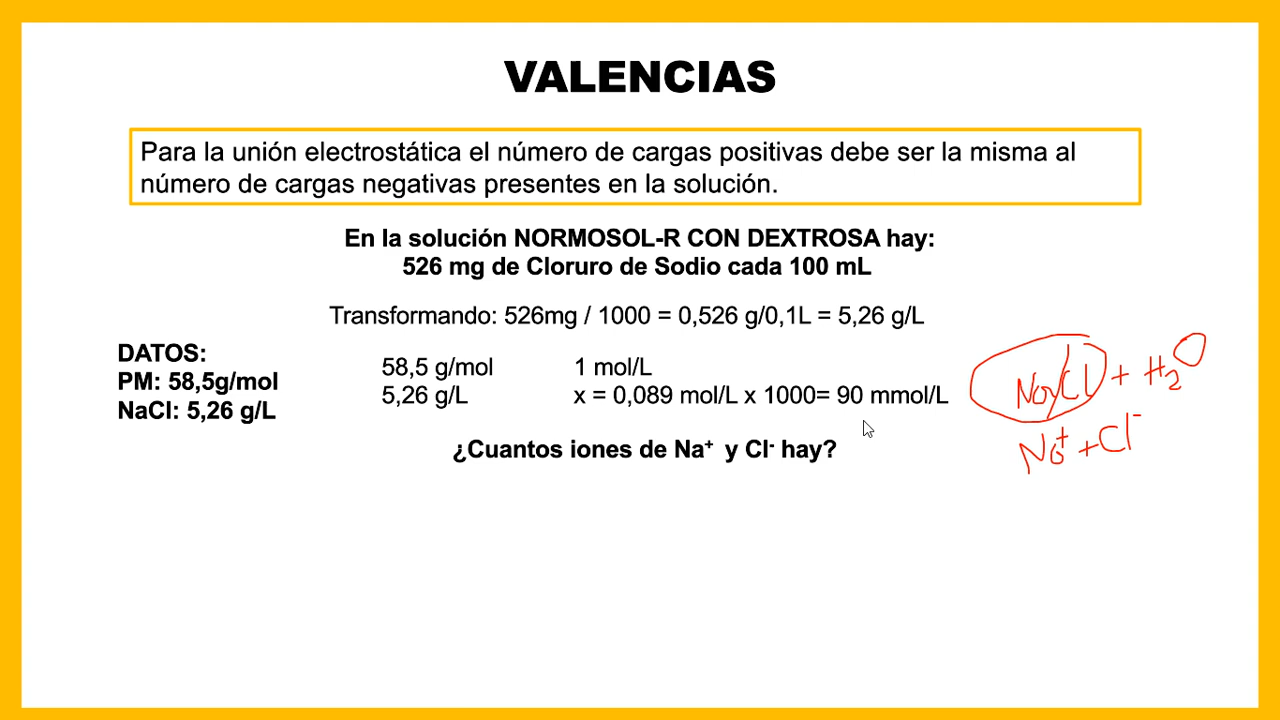 VALENCIAS
Para la unión electrostática el número de cargas positivas debe ser la misma al
número de cargas negativas presentes en la solución.
En la solución NORMOSOL-R CON DEXTROSA hay:
526 mg de Cloruro de Sodio cada 100 mL
Transformando: 526mg / 1000 = 0,526 g/0,1L = 5,26 g/L
DATOS:
PM: 58,5g/mol
NaCl: 5,26 g/L
58,5 g/mol 1 mol/L
5,26 g/L x = 0,089 mol/L x 1000= 90 mmol/L
¿Cuantos iones de Na⁺ y Cl⁻ hay?
Na/Cl + H₂O
Na⁺ + Cl⁻